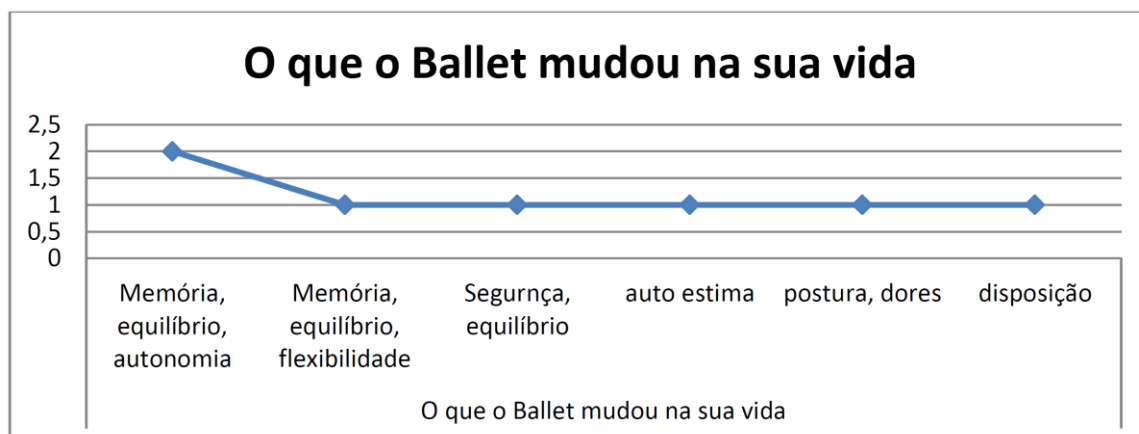 O que o Ballet mudou na sua vida
2,5
2
1,5
1
0,5
0
Memória, equilíbrio, autonomia
Memória, equilíbrio, flexibilidade
Segurnça, equilíbrio
auto estima
postura, dores
disposição
O que o Ballet mudou na sua vida